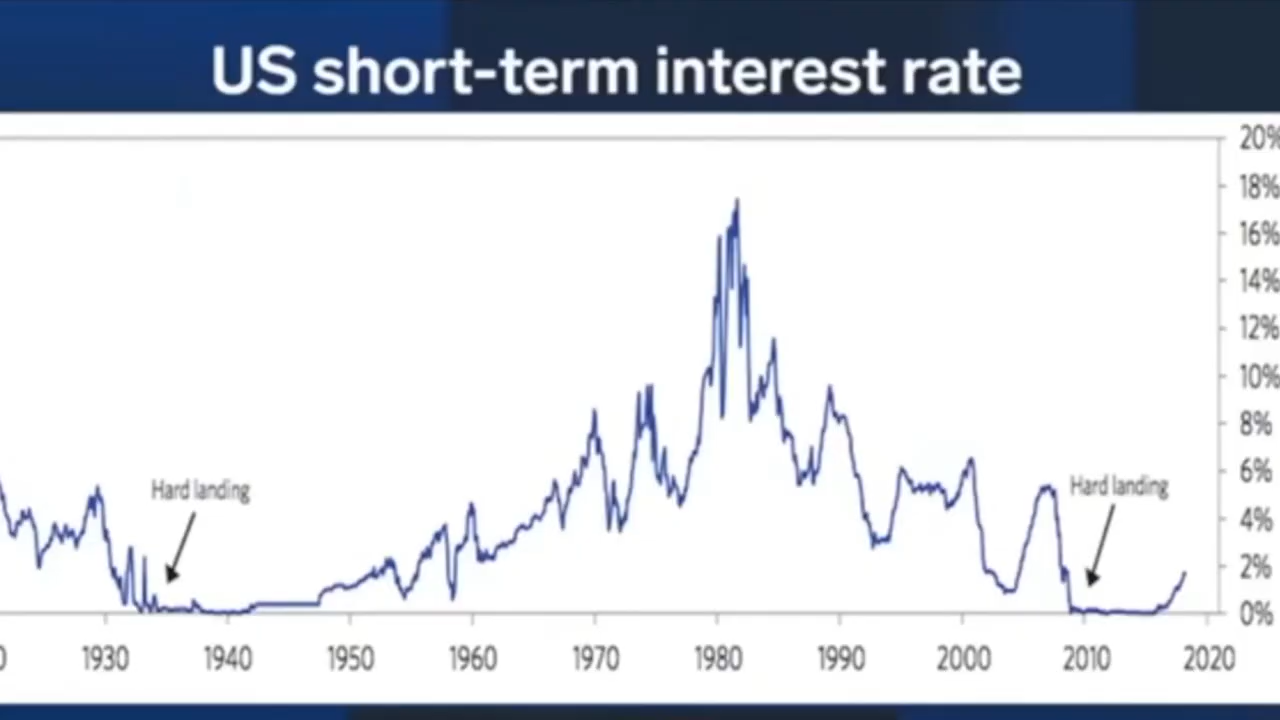 US short-term interest rate
20%
18%
16%
14%
12%
10%
8%
6%
4%
2%
0%
Hard landing
Hard landing
0 1930 1940 1950 1960 1970 1980 1990 2000 2010 2020